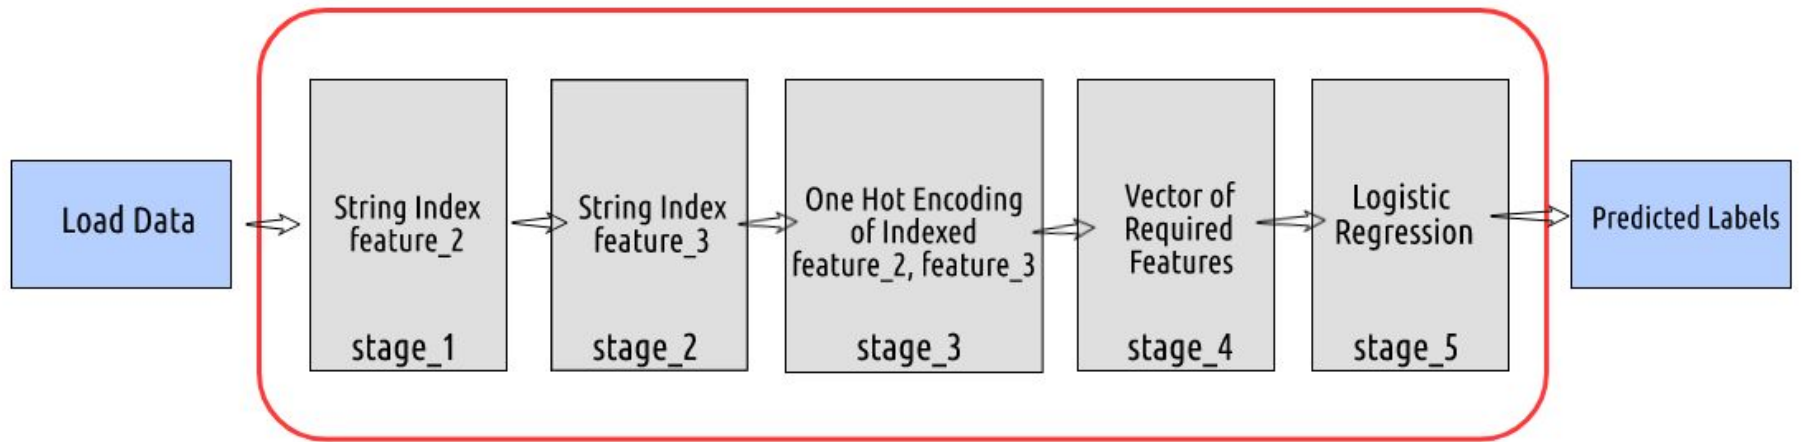 Load Data
String Index
feature_2
stage_1
String Index
feature_3
stage_2
One Hot Encoding
of Indexed
feature_2, feature_3
stage_3
Vector of
Required
Features
stage_4
Logistic
Regression
stage_5
Predicted Labels